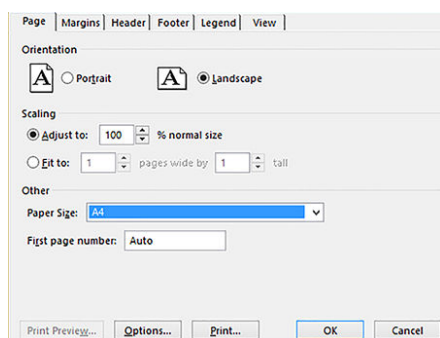 Page Margins Header Footer Legend View
Orientation
A Portrait A Landscape
Scaling
Adjust to: 100 % normal size
Fit to: 1 pages wide by 1 tall
Other
Paper Size: A4
First page number: Auto
Print Preview... Options... Print... OK Cancel